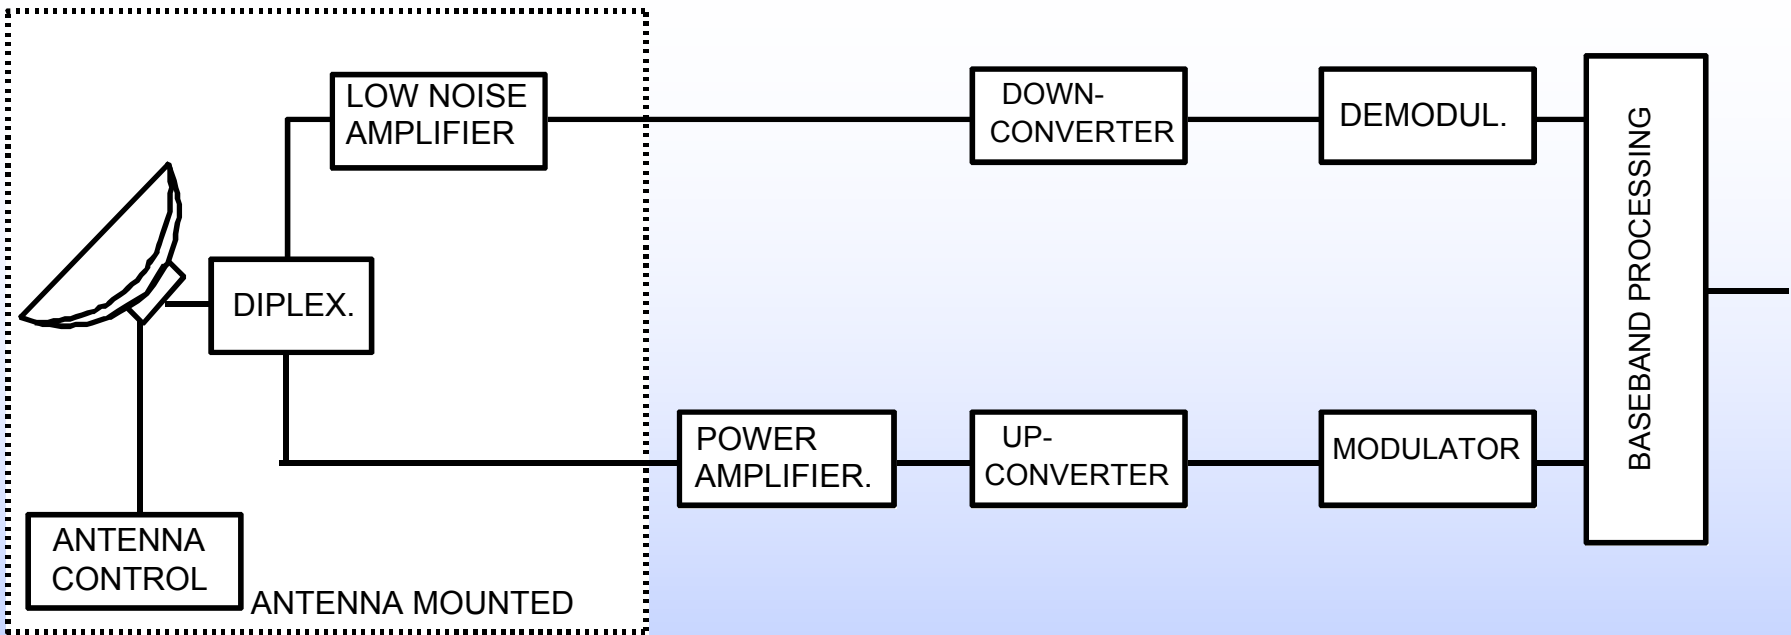 LOW NOISE
AMPLIFIER
DOWN-
CONVERTER
DEMODUL.
BASEBAND PROCESSING
DIPLEX.
POWER
AMPLIFIER.
UP-
CONVERTER
MODULATOR
ANTENNA
CONTROL
ANTENNA MOUNTED